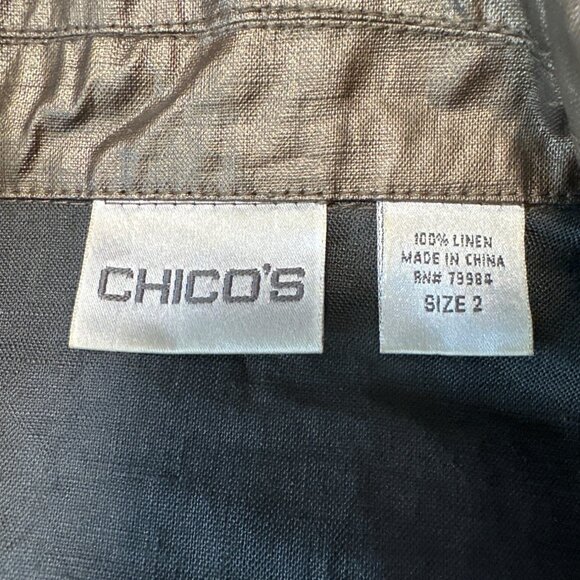 CHICO'S
100% LINEN
MADE IN CHINA
RN# 79984
SIZE 2